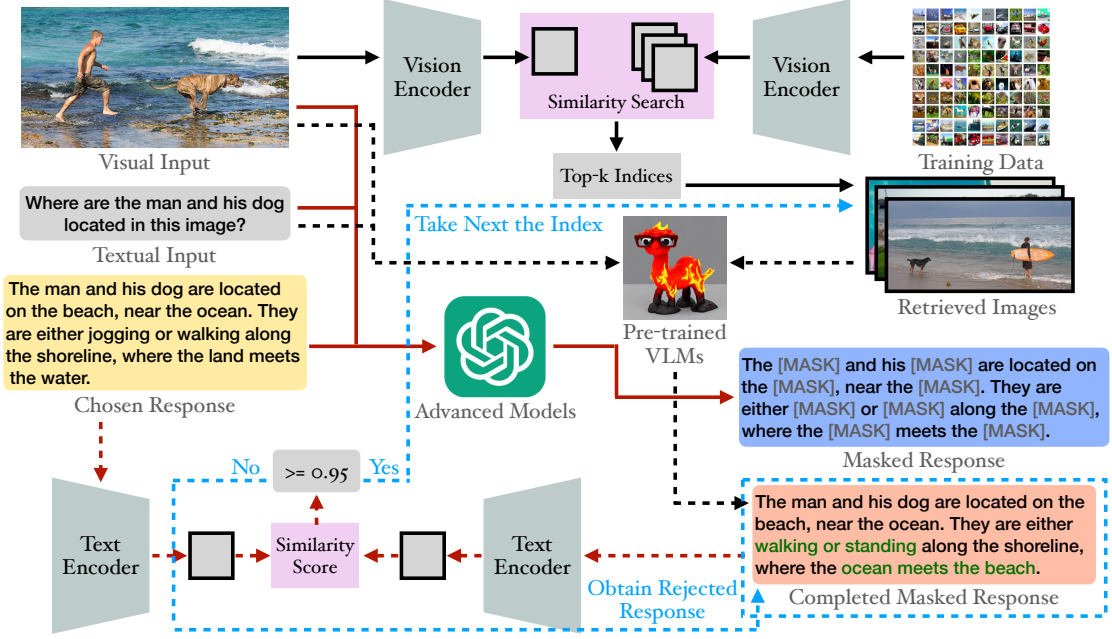 Vision
Encoder
Similarity Search
Vision
Encoder
Visual Input
Training Data
Top-k Indices
Where are the man and his dog
located in this image?
Textual Input
Take Next the Index
Retrieved Images
The man and his dog are located
on the beach, near the ocean. They
are either jogging or walking along
the shoreline, where the land meets
the water.
Chosen Response
Pre-trained
VLMs
Advanced Models
The [MASK] and his [MASK] are located on
the [MASK], near the [MASK]. They are
either [MASK] or [MASK] along the [MASK],
where the [MASK] meets the [MASK].
Masked Response
No
>= 0.95
Yes
Text
Encoder
Similarity
Score
Text
Encoder
The man and his dog are located on the
beach, near the ocean. They are either
walking or standing along the shoreline,
where the ocean meets the beach.
Completed Masked Response
Obtain Rejected
Response